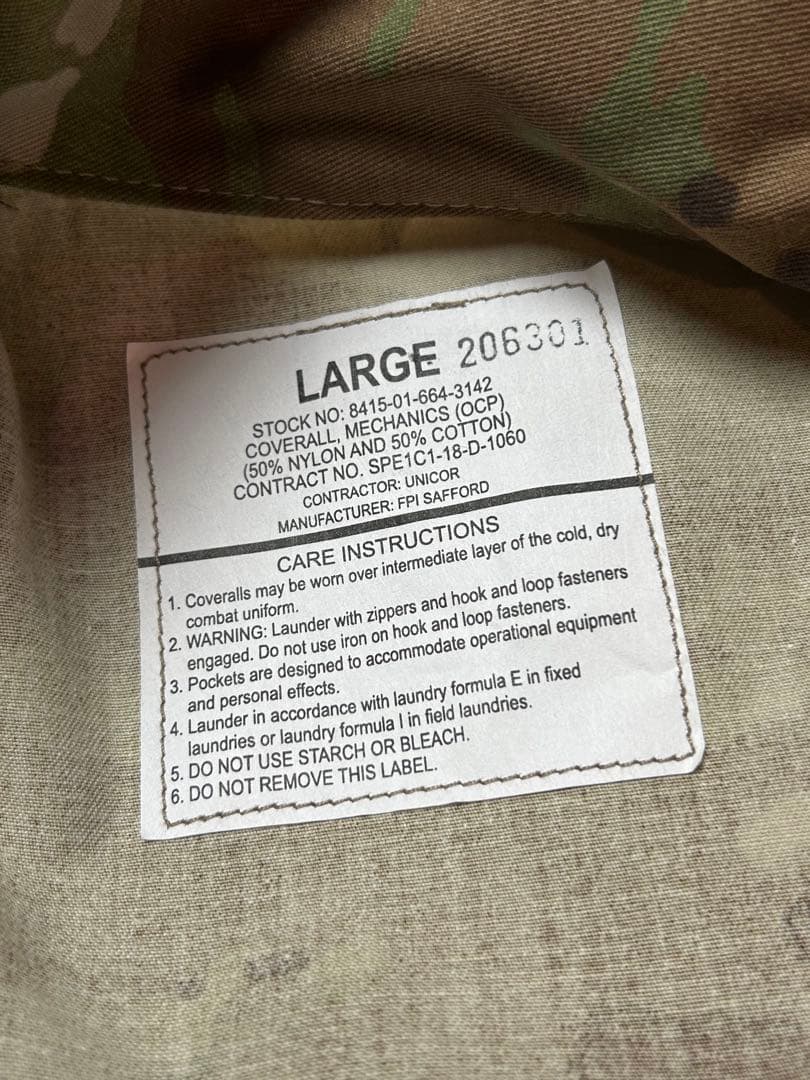 LARGE 206301
STOCK NO: 8415-01-664-3142
COVERALL, MECHANICS (OCP)
(50% NYLON AND 50% COTTON)
CONTRACT NO. SPE1C1-18-D-1060
CONTRACTOR: UNICOR
MANUFACTURER: FPI SAFFORD
CARE INSTRUCTIONS
1. Coveralls may be worn over intermediate layer of the cold, dry
combat uniform.
2. WARNING: Launder with zippers and hook and loop fasteners
engaged. Do not use iron on hook and loop fasteners.
3. Pockets are designed to accommodate operational equipment
and personal effects.
4. Launder in accordance with laundry formula E in fixed
laundries or laundry formula I in field laundries.
5. DO NOT USE STARCH OR BLEACH.
6. DO NOT REMOVE THIS LABEL.